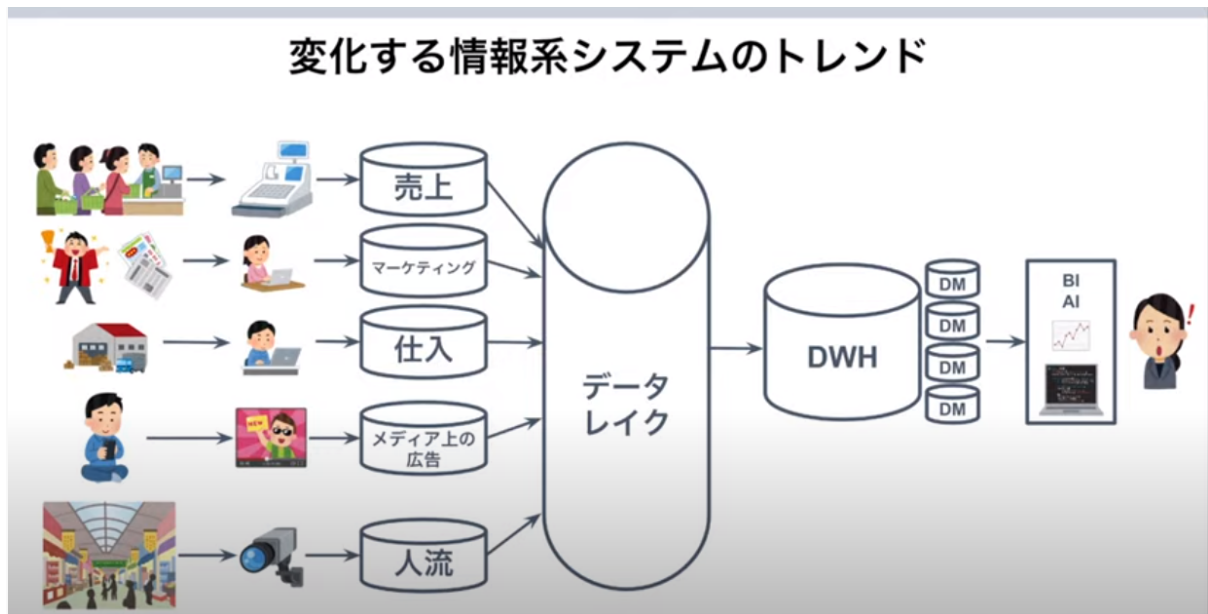 変化する情報系システムのトレンド
売上
マーケティング
仕入
メディア上の
広告
人流
データ
レイク
DWH
DM
DM
DM
DM
BI
AI